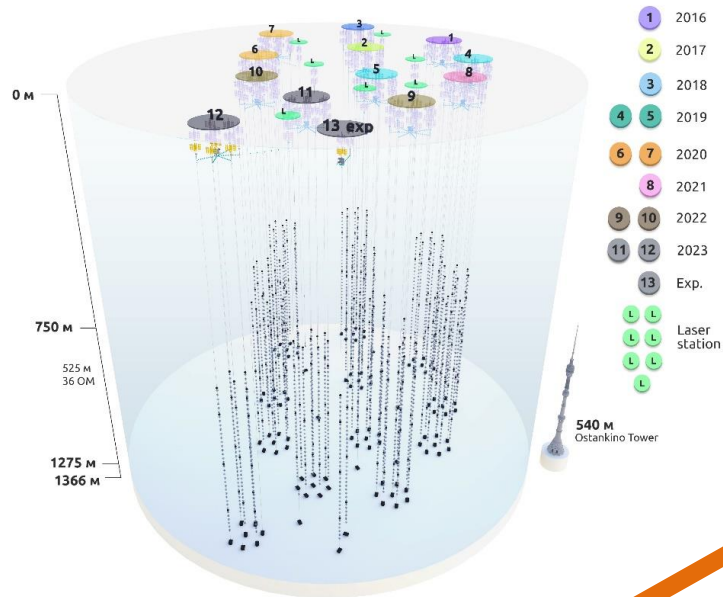 7
3
L
L
2
1
6
L
4
L
10
5
8
11
L
L
9
12
L
13 exp
0 м
750 м
525 м
36 ОМ
1275 м
1366 м
540 м
Ostankino Tower
1 2016
2 2017
3 2018
4 5 2019
6 7 2020
8 2021
9 10 2022
11 12 2023
13 Exp.
L L
L L
L L
L
Laser
station